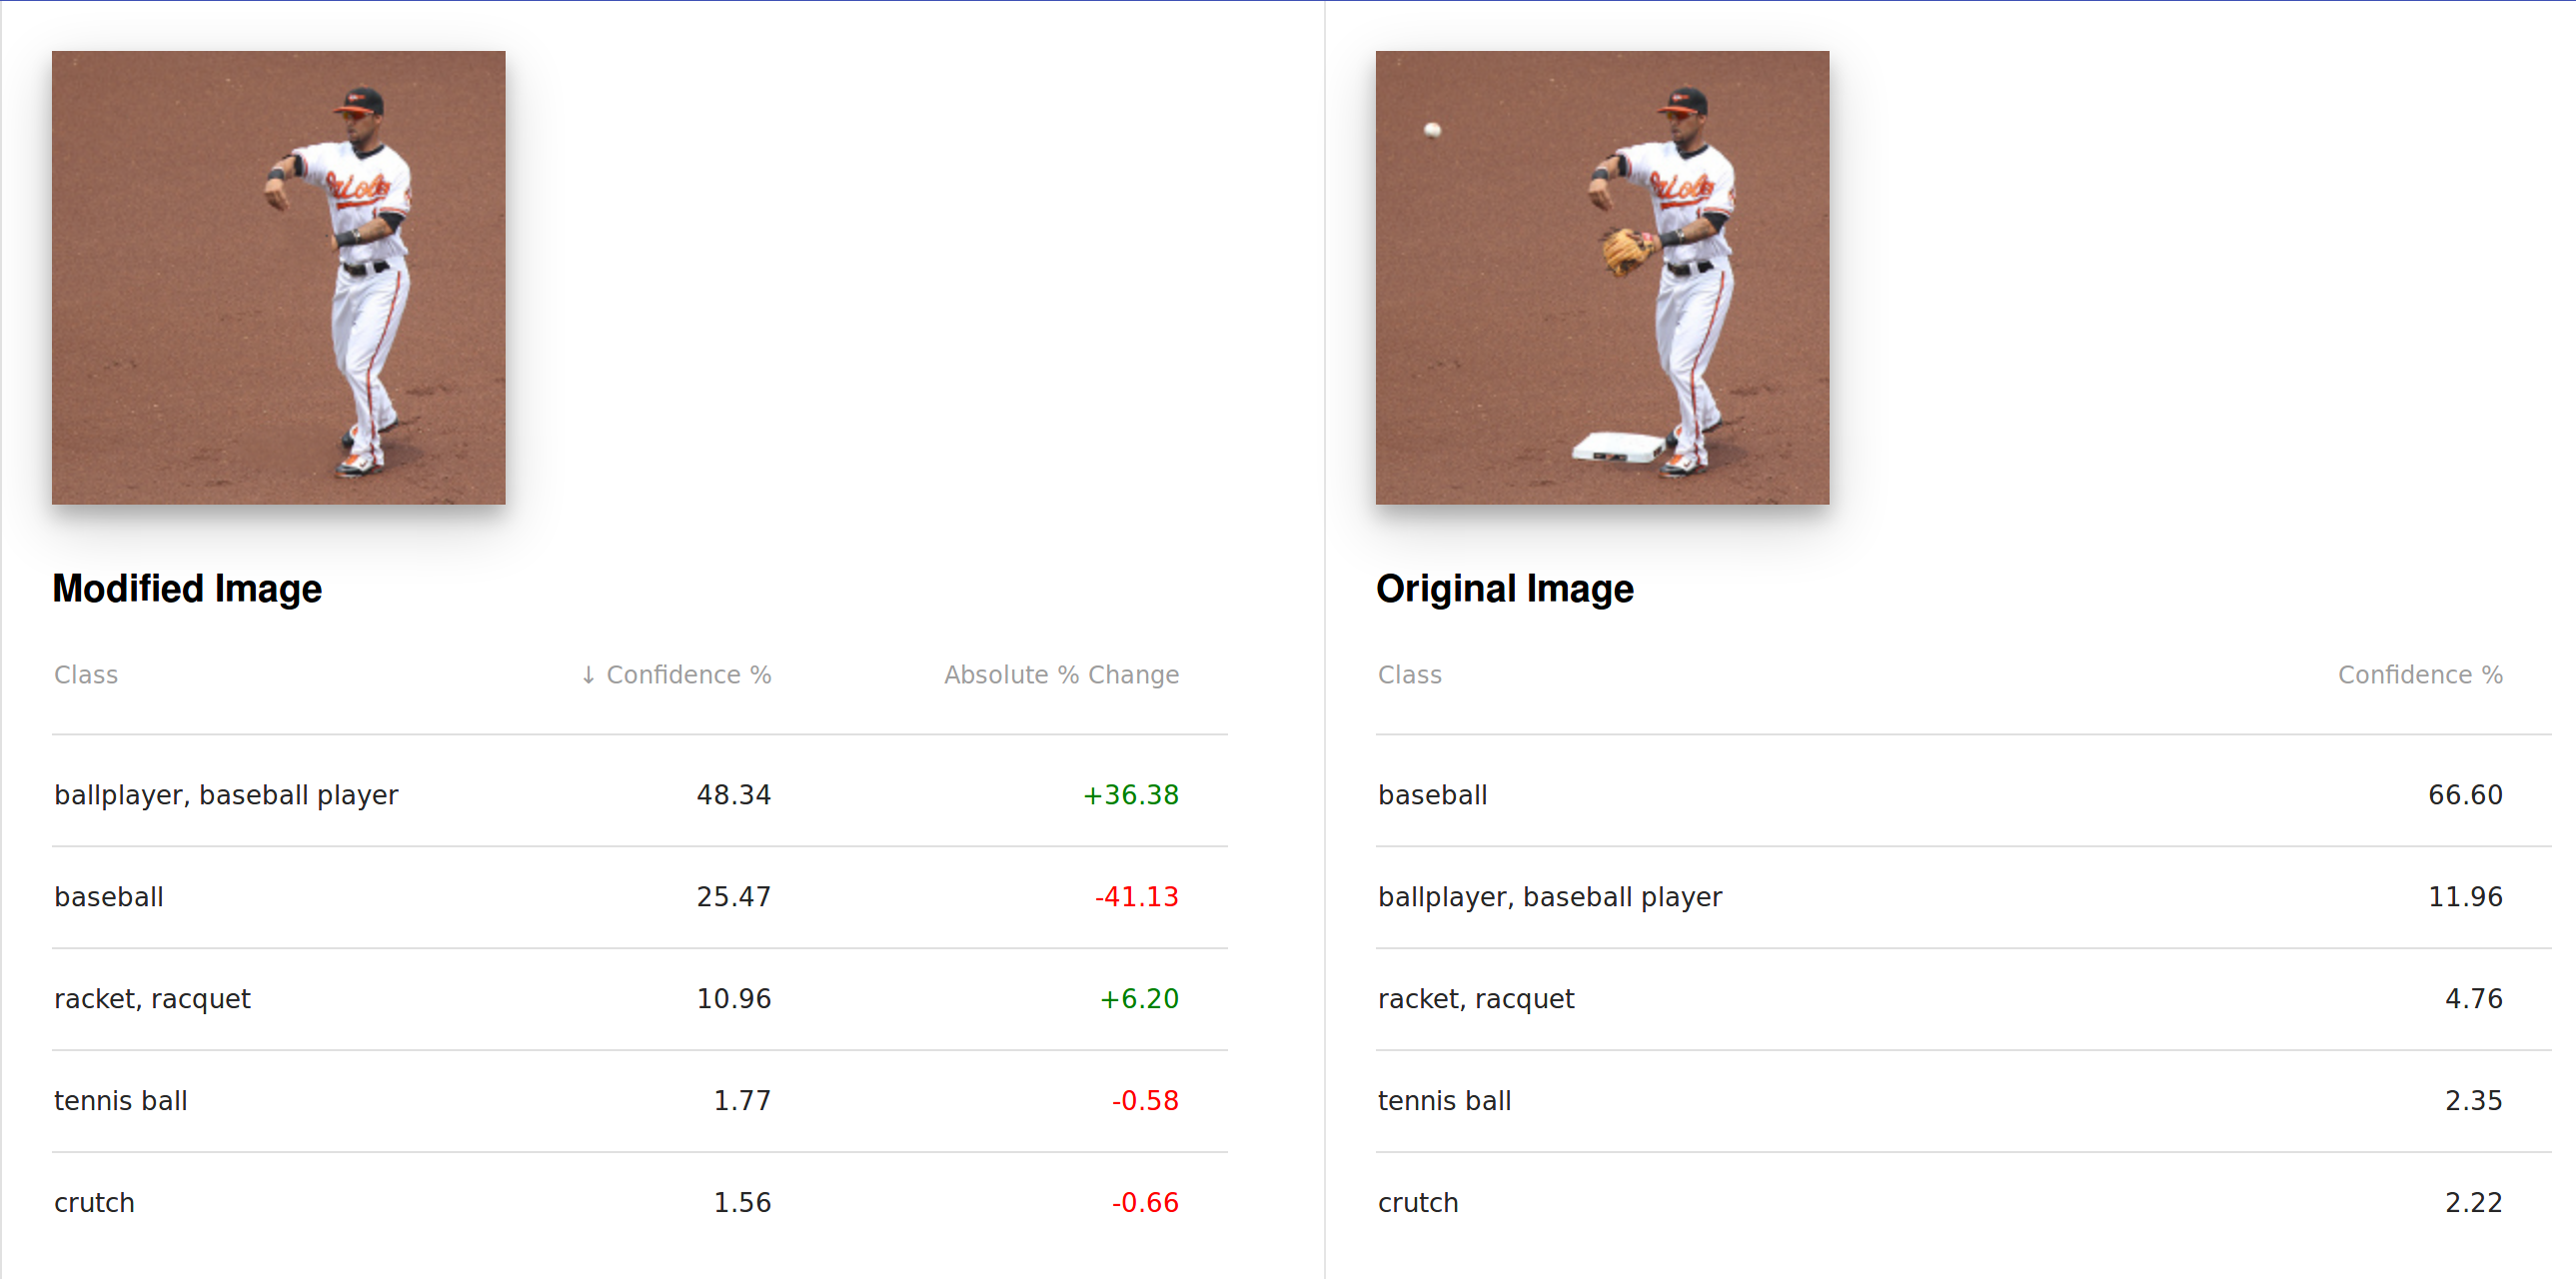 Orioles
Orioles
Modified Image
Original Image
Class ↓ Confidence % Absolute % Change
Class Confidence %
ballplayer, baseball player 48.34 +36.38
baseball 66.60
baseball 25.47 -41.13
ballplayer, baseball player 11.96
racket, racquet 10.96 +6.20
racket, racquet 4.76
tennis ball 1.77 -0.58
tennis ball 2.35
crutch 1.56 -0.66
crutch 2.22